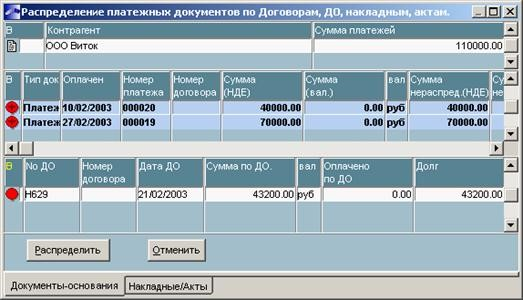 Распределение платежных документов по Договорам, ДО, накладным, актам.
В Контрагент Сумма платежей
ООО Виток 110000.00
В Тип док Оплачен Номер платежа Номер договора Сумма (НДЕ) Сумма (вал.) вал Сумма нераспред.(НДЕ)
Платеж 10/02/2003 000020 40000.00 0.00 руб 40000.00
Платеж 27/02/2003 000019 70000.00 0.00 руб 70000.00
В No ДО Номер договора Дата ДО Сумма по ДО. вал Оплачено по ДО Долг
Н629 21/02/2003 43200.00 руб 0.00 43200.00
Распределить Отменить
Документы-основания Накладные/Акты